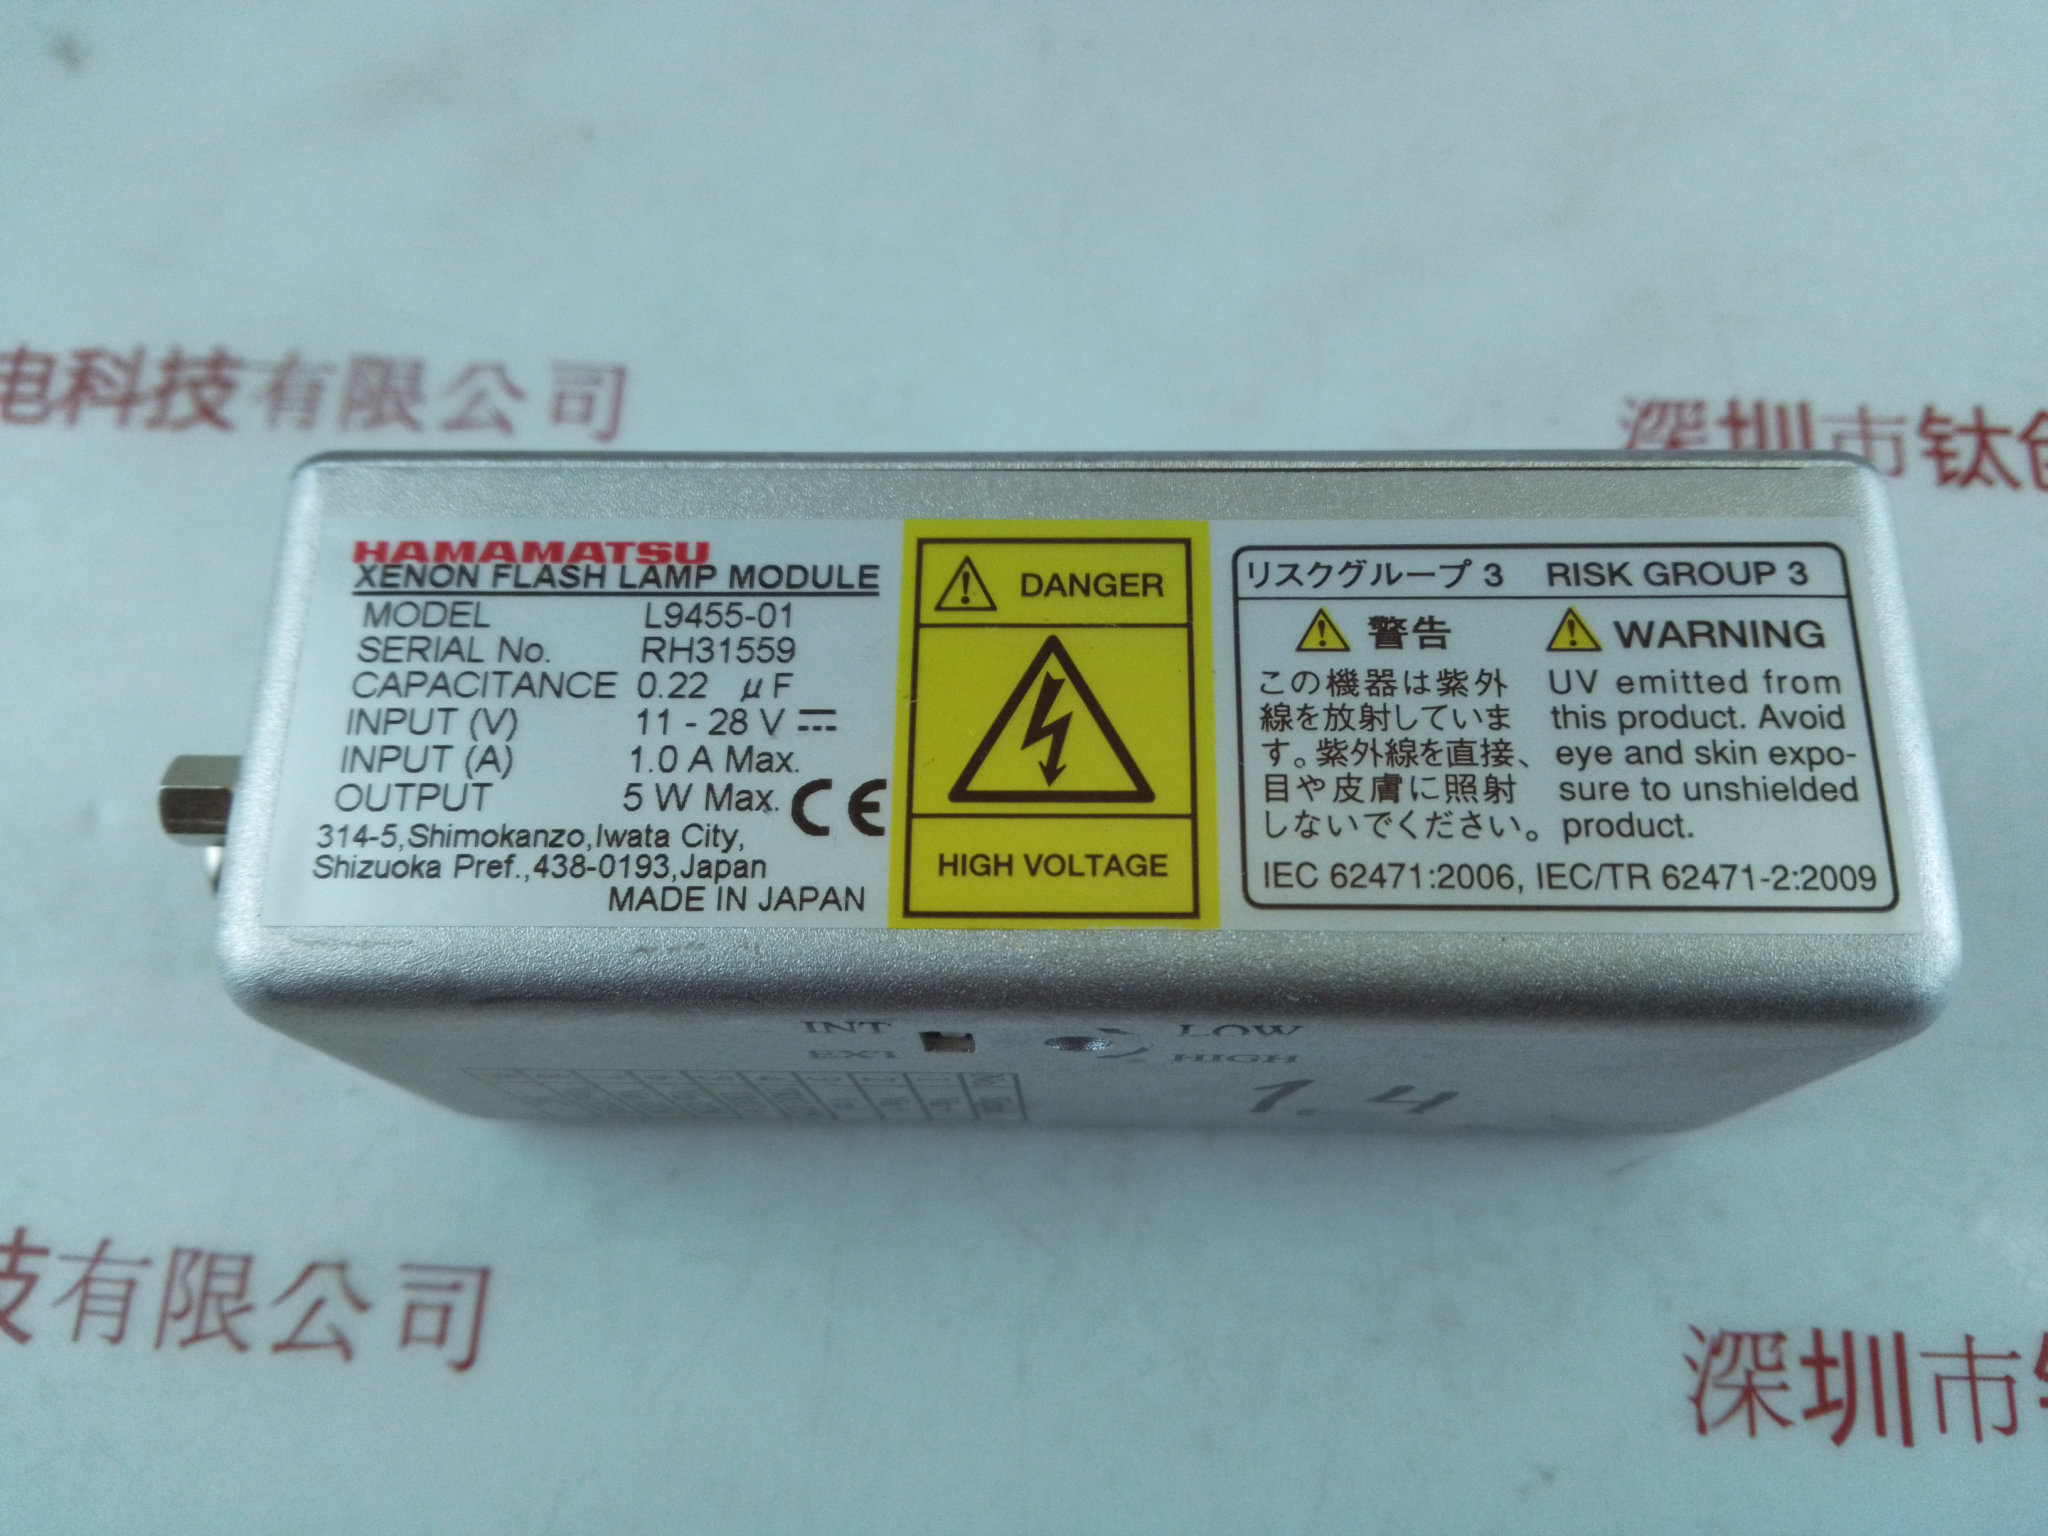 电科技有限公司
深圳市钛创
HAMAMATSU
XENON FLASH LAMP MODULE
MODEL L9455-01
SERIAL No. RH31559
CAPACITANCE 0.22 μF
INPUT (V) 11 - 28 V
INPUT (A) 1.0 A Max.
OUTPUT 5 W Max. CE
314-5,Shimokanzo,Iwata City,
Shizuoka Pref.,438-0193,Japan
MADE IN JAPAN
DANGER
HIGH VOLTAGE
リスクグループ 3 RISK GROUP 3
警告
この機器は紫外
線を放射していま
す。紫外線を直接、
目や皮膚に照射
しないでください。
WARNING
UV emitted from
this product. Avoid
eye and skin expo-
sure to unshielded
product.
IEC 62471:2006, IEC/TR 62471-2:2009
INT
EXT
LOW
HIGH
1.4
技有限公司
深圳市